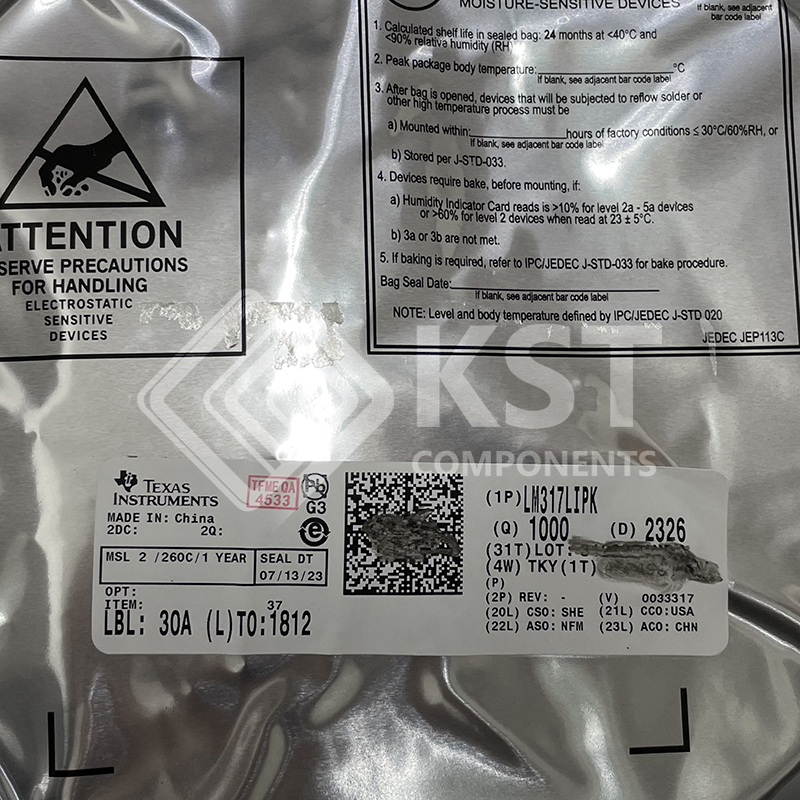 MOISTURE-SENSITIVE DEVICES
If blank, see adjacent
bar code label
1. Calculated shelf life in sealed bag: 24 months at <40°C and
<90% relative humidity (RH)
2. Peak package body temperature: °C
If blank, see adjacent bar code label
3. After bag is opened, devices that will be subjected to reflow solder or
other high temperature process must be
a) Mounted within: hours of factory conditions ≤ 30°C/60%RH, or
If blank, see adjacent bar code label
b) Stored per J-STD-033.
4. Devices require bake, before mounting, if:
a) Humidity Indicator Card reads is >10% for level 2a - 5a devices
or >60% for level 2 devices when read at 23 ± 5°C.
b) 3a or 3b are not met.
5. If baking is required, refer to IPC/JEDEC J-STD-033 for bake procedure.
Bag Seal Date:
If blank, see adjacent bar code label
NOTE: Level and body temperature defined by IPC/JEDEC J-STD 020
JEDEC JEP113C
ATTENTION
SERVE PRECAUTIONS
FOR HANDLING
ELECTROSTATIC
SENSITIVE
DEVICES
KST
COMPONENTS
TEXAS
INSTRUMENTS
TFME QA
4533
Pb
G3
e
MADE IN: China
2DC: 2Q:
MSL 2 /260C/1 YEAR
SEAL DT
07/13/23
OPT:
ITEM: 37
LBL: 30A (L)TO:1812
(1P) LM317LIPK
(Q) 1000 (D) 2326
(31T) LOT:
(4W) TKY(1T)
(P)
(2P) REV: - (V) 0033317
(20L) CSO: SHE (21L) CCO:USA
(22L) ASO: NFM (23L) ACO: CHN